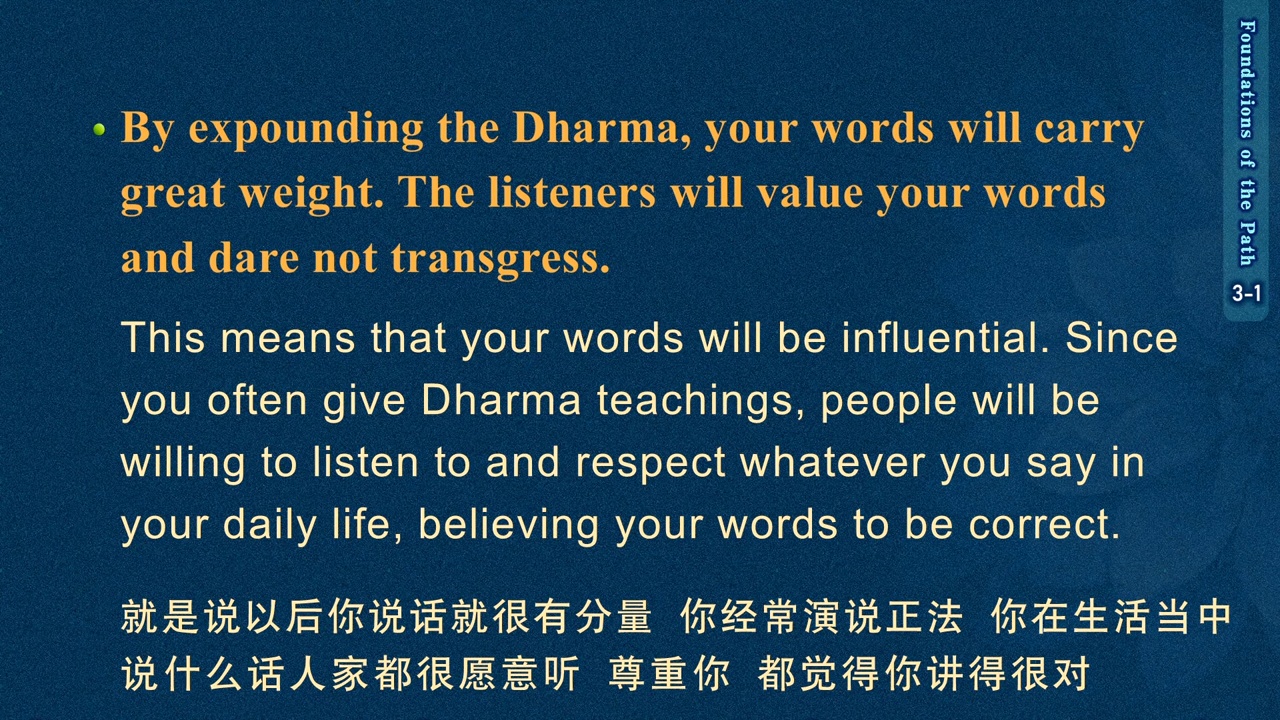 By expounding the Dharma, your words will carry
great weight. The listeners will value your words
and dare not transgress.
This means that your words will be influential. Since
you often give Dharma teachings, people will be
willing to listen to and respect whatever you say in
your daily life, believing your words to be correct.
就是说以后你说话就很有分量 你经常演说正法 你在生活当中
说什么话人家都很愿意听 尊重你 都觉得你讲得很对
Foundations of the Path
3-1